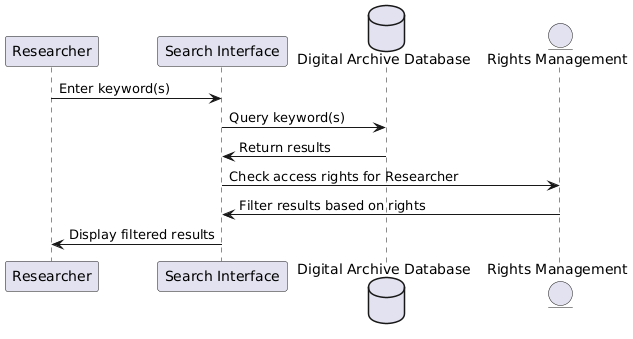 Researcher
Search Interface
Digital Archive Database
Rights Management
Enter keyword(s)
Query keyword(s)
Return results
Check access rights for Researcher
Filter results based on rights
Display filtered results
Researcher
Search Interface
Digital Archive Database
Rights Management